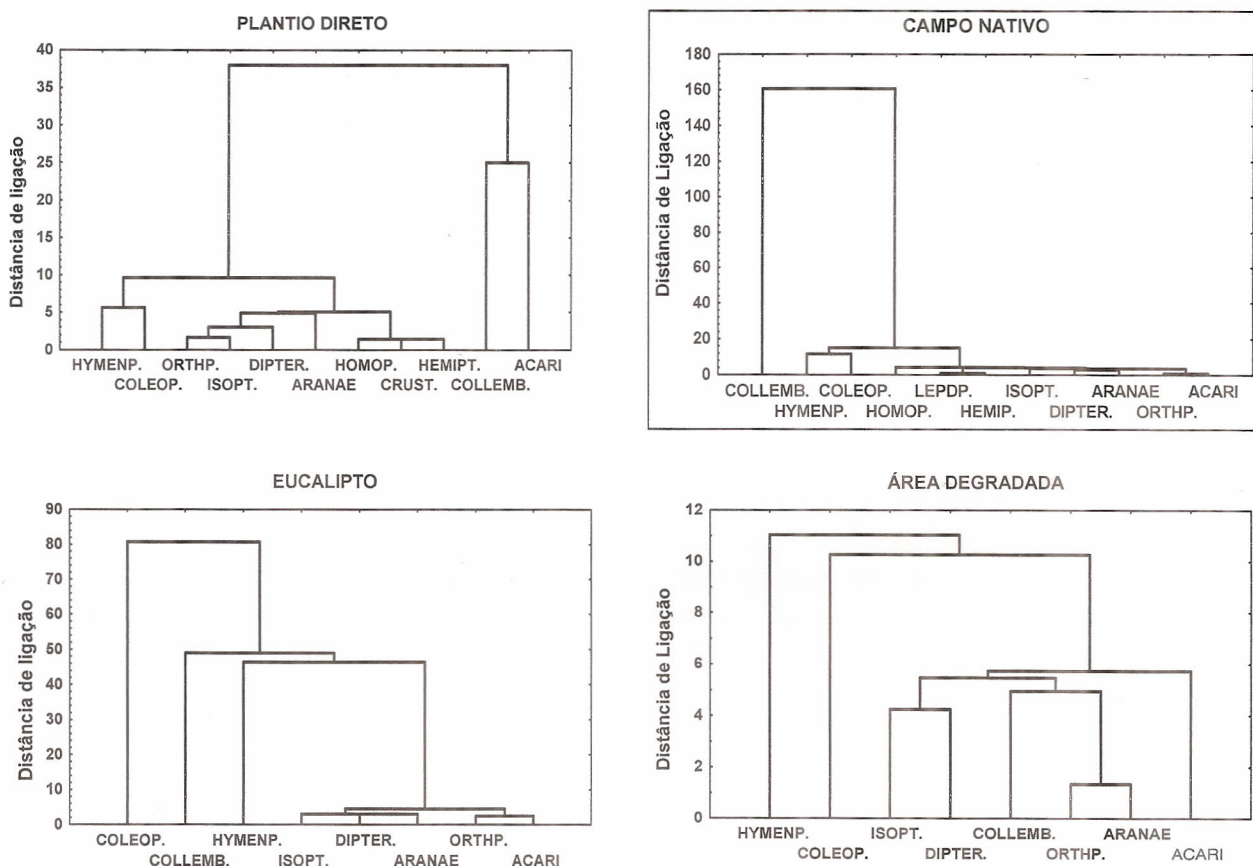 PLANTIO DIRETO
Distância de ligação
40
35
30
25
20
15
10
5
0
HYMENP. ORTHP. DIPTER. HOMOP. HEMIPT. ACARI
COLEOP. ISOPT. ARANAE CRUST. COLLEMB.
CAMPO NATIVO
Distância de Ligação
180
160
140
120
100
80
60
40
20
0
COLLEMB. COLEOP. LEPDP. ISOPT. ARANAE ACARI
HYMENP. HOMOP. HEMIP. DIPTER. ORTHP.
EUCALIPTO
Distância de ligação
90
80
70
60
50
40
30
20
10
0
COLEOP. HYMENP. DIPTER. ORTHP.
COLLEMB. ISOPT. ARANAE ACARI
ÁREA DEGRADADA
Distância de Ligação
12
10
8
6
4
2
0
HYMENP. ISOPT. COLLEMB. ARANAE
COLEOP. DIPTER. ORTHP. ACARI